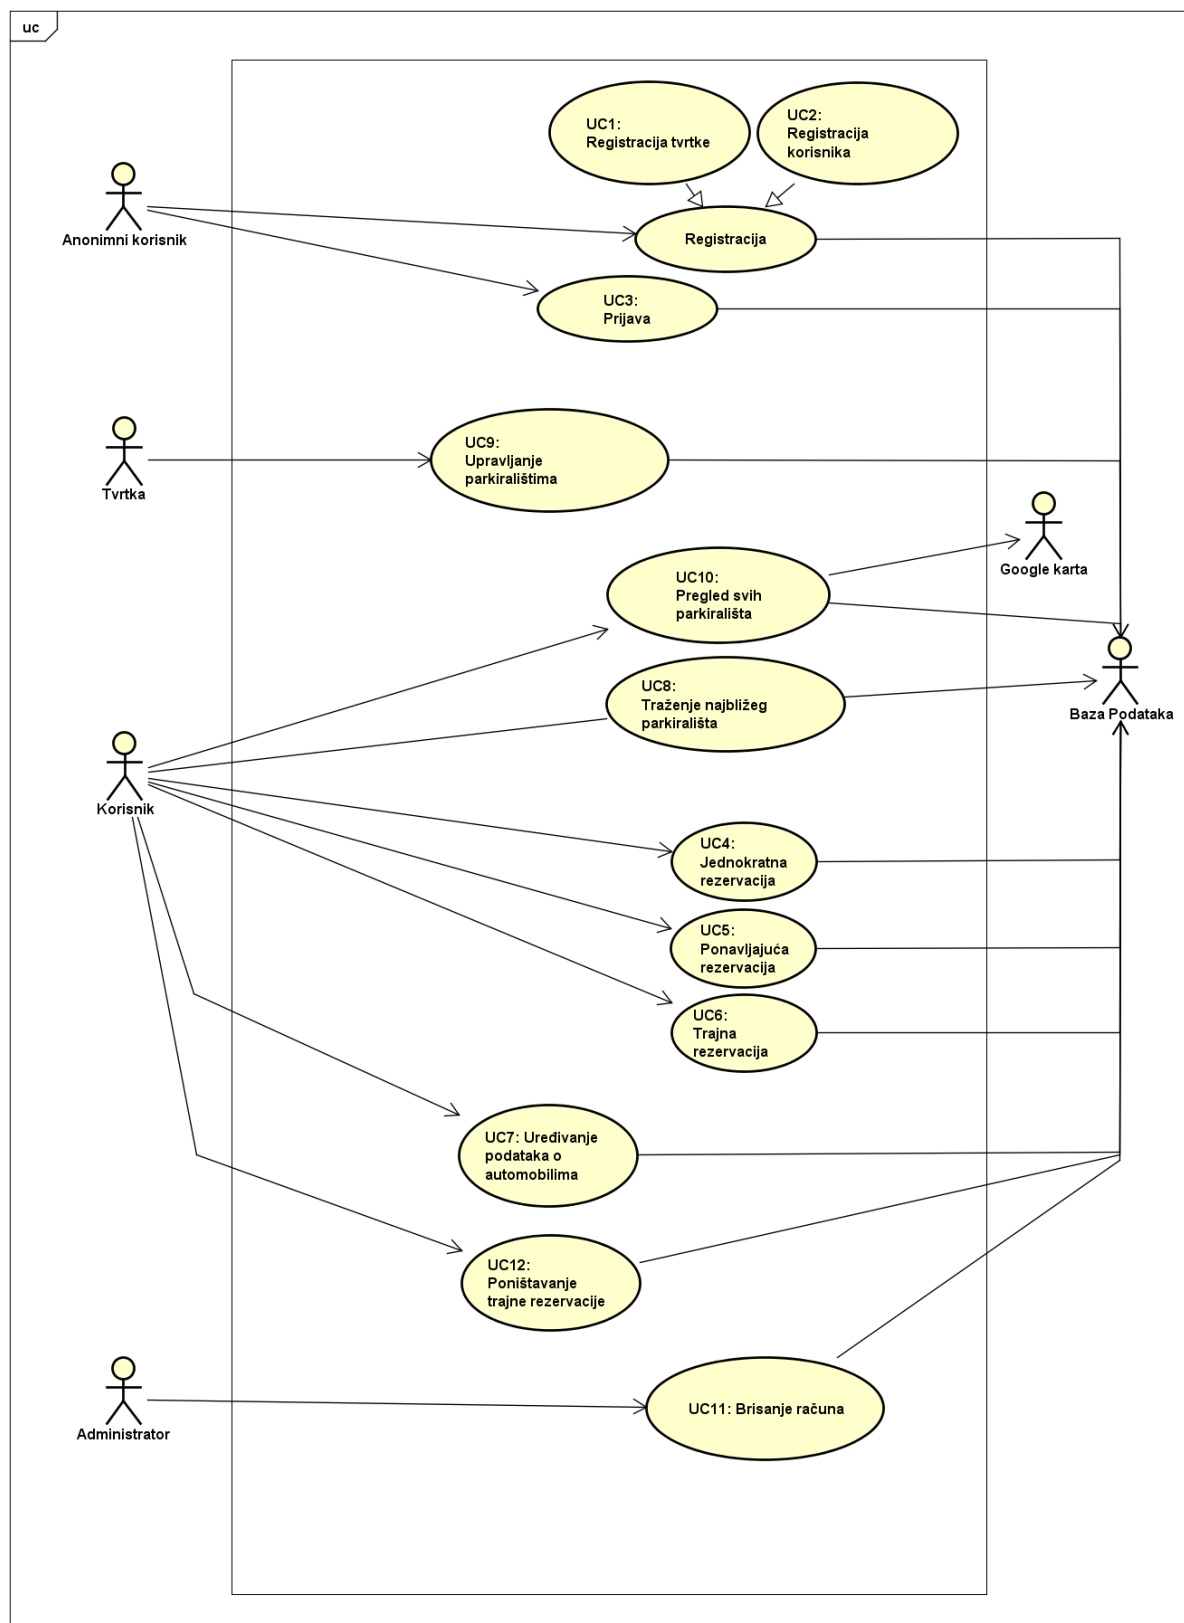 uc
UC1:
Registracija tvrtke
UC2:
Registracija
korisnika
Anonimni korisnik
Registracija
UC3:
Prijava
Tvrtka
UC9:
Upravljanje
parkiralištima
Google karta
UC10:
Pregled svih
parkirališta
Baza Podataka
UC8:
Traženje najbližeg
parkirališta
Korisnik
UC4:
Jednokratna
rezervacija
UC5:
Ponavljajuća
rezervacija
UC6:
Trajna
rezervacija
UC7: Uređivanje
podataka o
automobilima
UC12:
Poništavanje
trajne rezervacije
Administrator
UC11: Brisanje računa